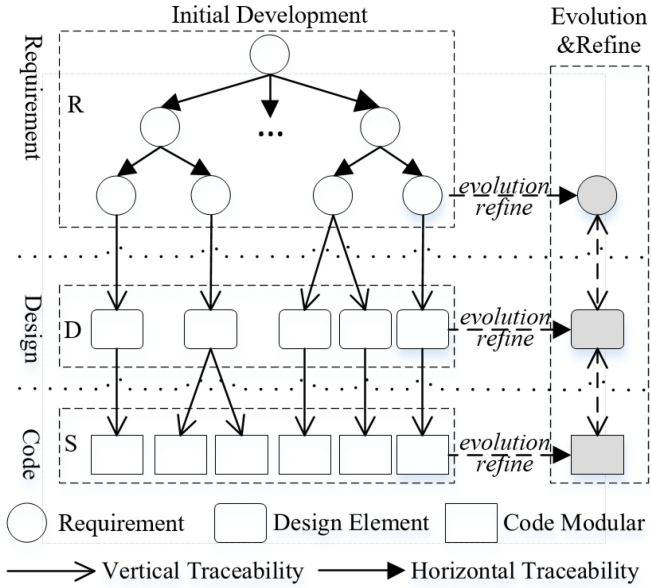 Initial Development
Evolution
&Refine
Requirement
R
...
evolution
refine
Design
D
evolution
refine
Code
S
evolution
refine
Requirement
Design Element
Code Modular
Vertical Traceability
Horizontal Traceability